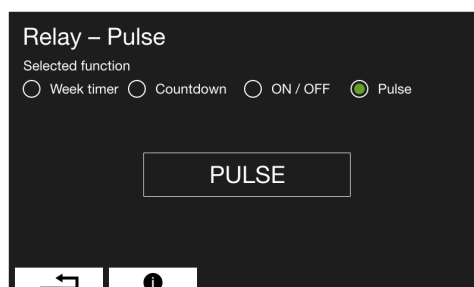 Relay – Pulse
Selected function
Week timer Countdown ON / OFF Pulse
PULSE